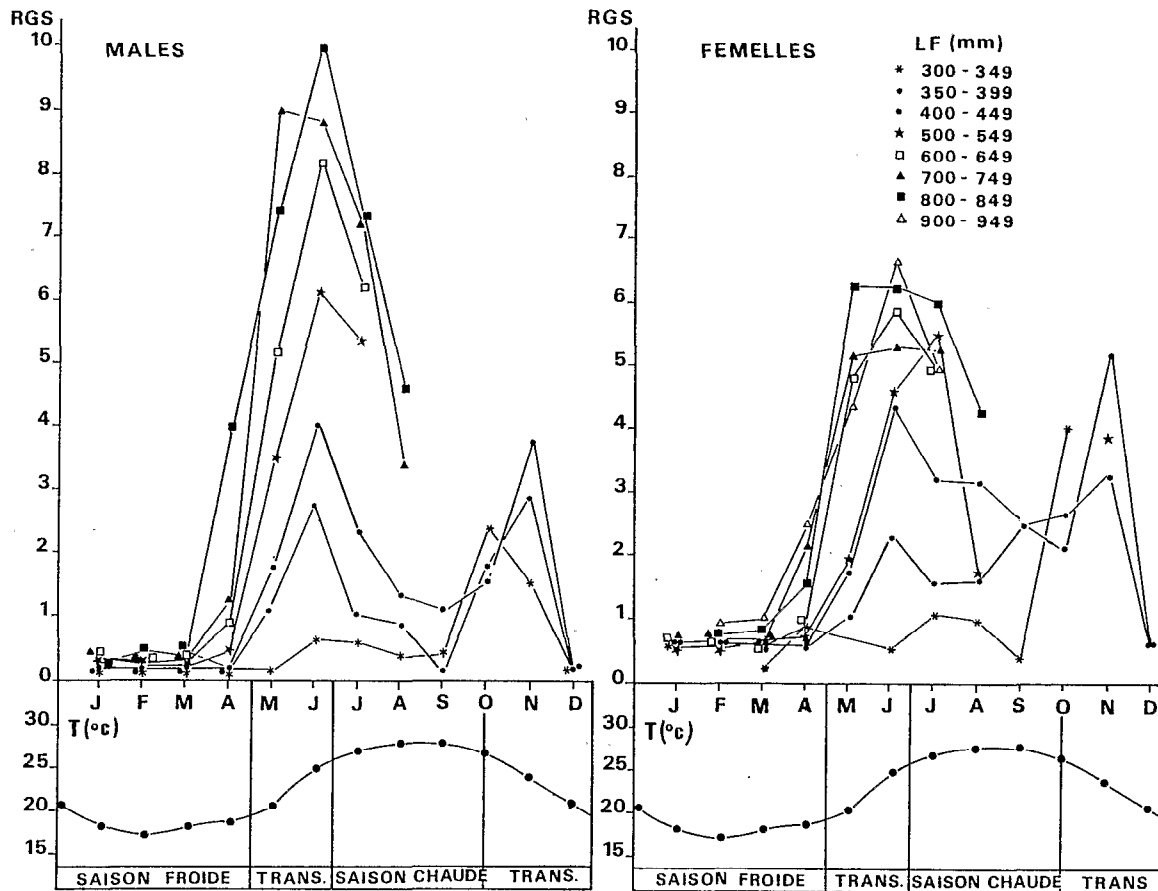 RGS
MALES
10
9
8
7
6
5
4
3
2
1
0
J F M A M J J A S O N D
T(°c)
30
25
20
15
SAISON FROIDE TRANS. SAISON CHAUDE TRANS.
RGS
FEMELLES
LF (mm)
300 - 349
350 - 399
400 - 449
500 - 549
600 - 649
700 - 749
800 - 849
900 - 949
10
9
8
7
6
5
4
3
2
1
0
J F M A M J J A S O N D
T(°c)
30
25
20
15
SAISON FROIDE TRANS. SAISON CHAUDE TRANS